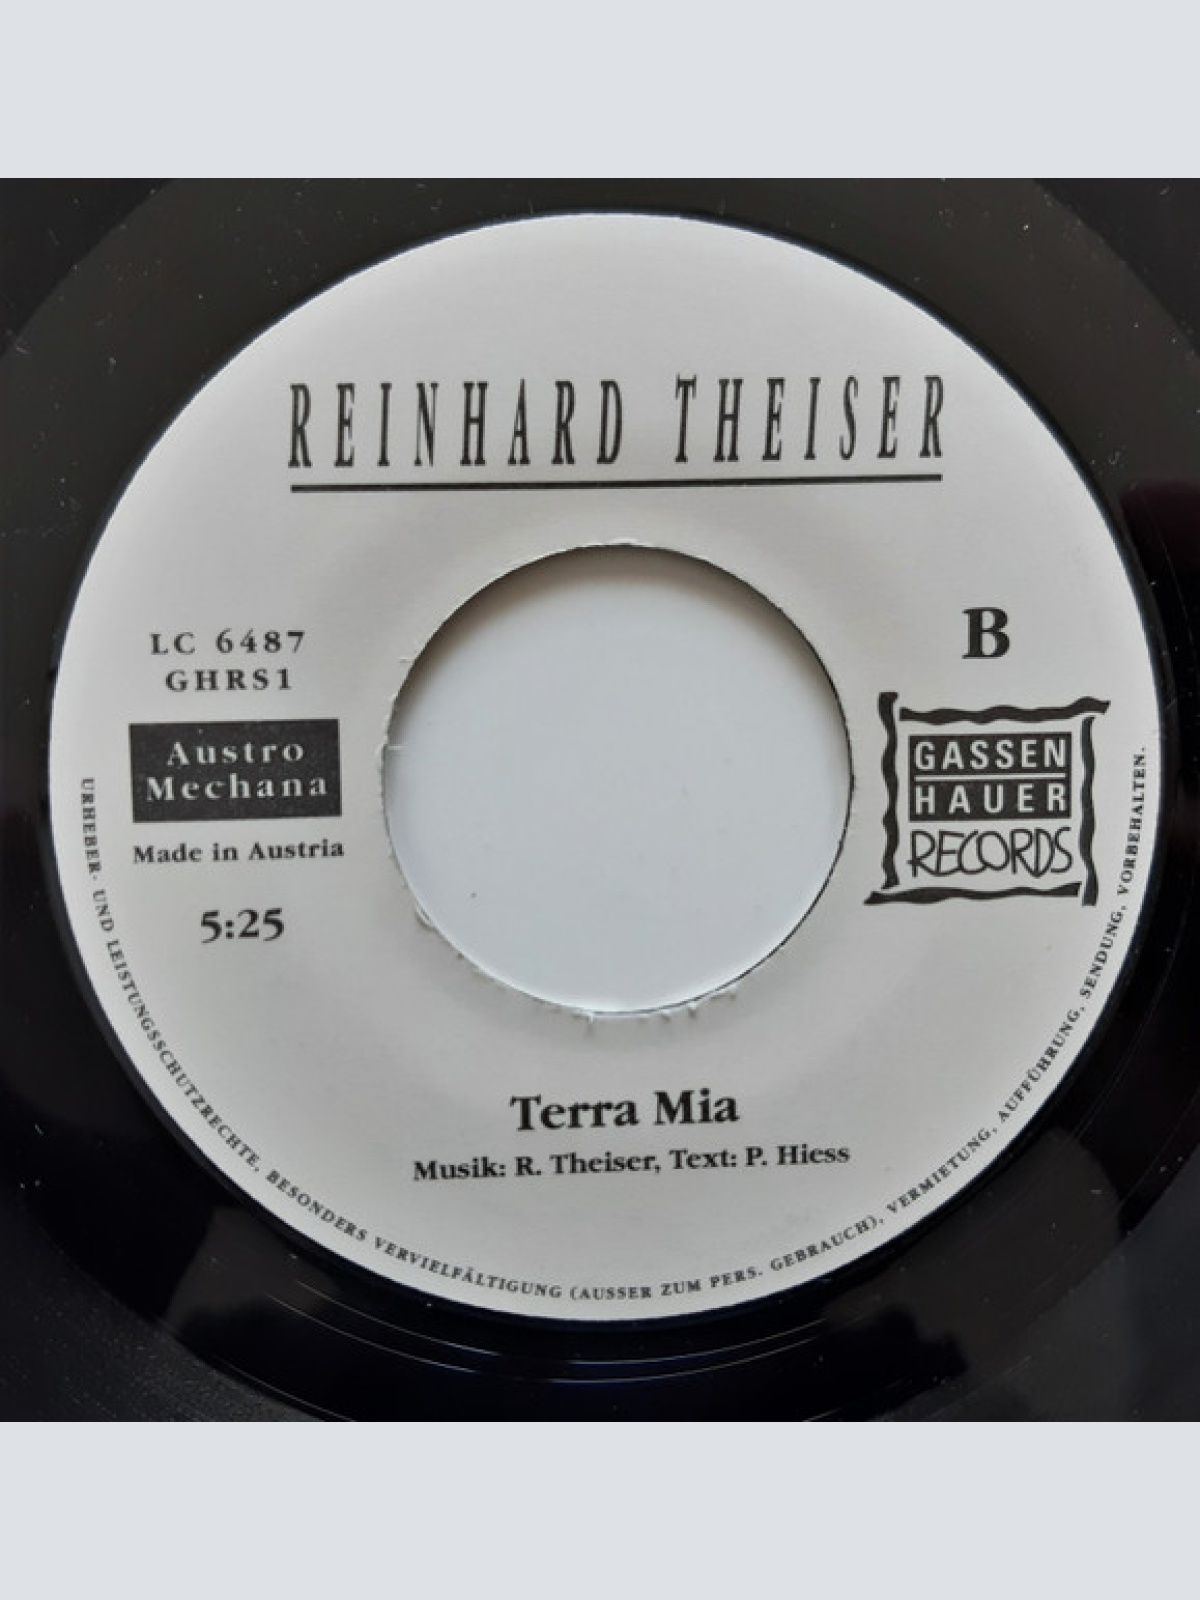 REINHARD THEISER
LC 6487
GHRS1
Austro
Mechana
Made in Austria
5:25
B
GASSEN
HAUER
RECORDS
Terra Mia
Musik: R. Theiser, Text: P. Hiess
URHEBER- UND LEISTUNGSSCHUTZRECHTE, BESONDERS VERVIELFÄLTIGUNG (AUSSER ZUM PERS. GEBRAUCH), VERMIETUNG, AUFFÜHRUNG, SENDUNG, VORBEHALTEN.